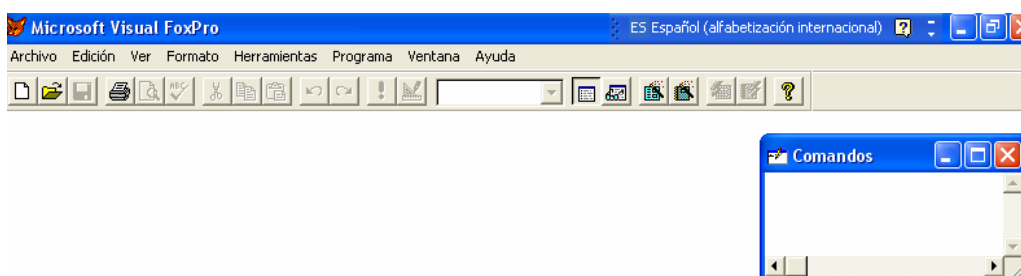 Microsoft Visual FoxPro ES Español (alfabetización internacional)
Archivo Edición Ver Formato Herramientas Programa Ventana Ayuda
Comandos